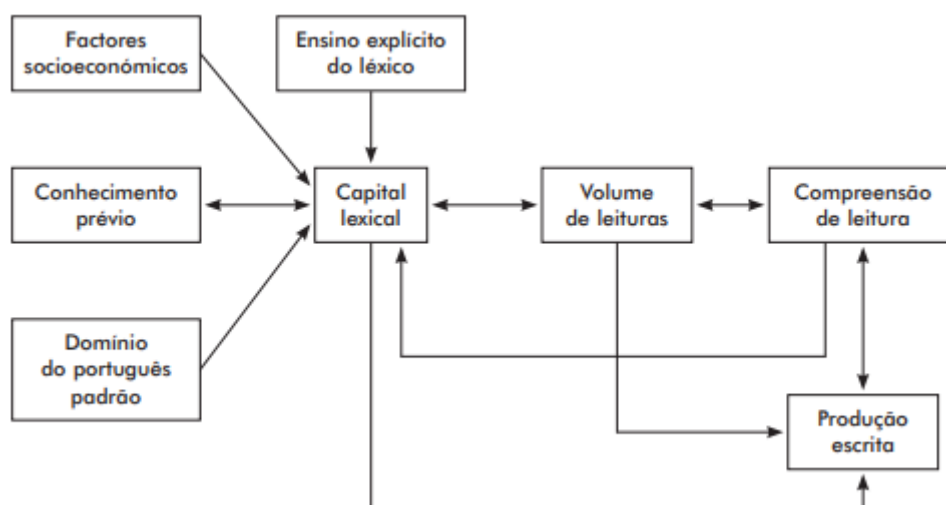 Factores
socioeconómicos
Ensino explícito
do léxico
Conhecimento
prévio
Capital
lexical
Volume
de leituras
Compreensão
de leitura
Domínio
do português
padrão
Produção
escrita